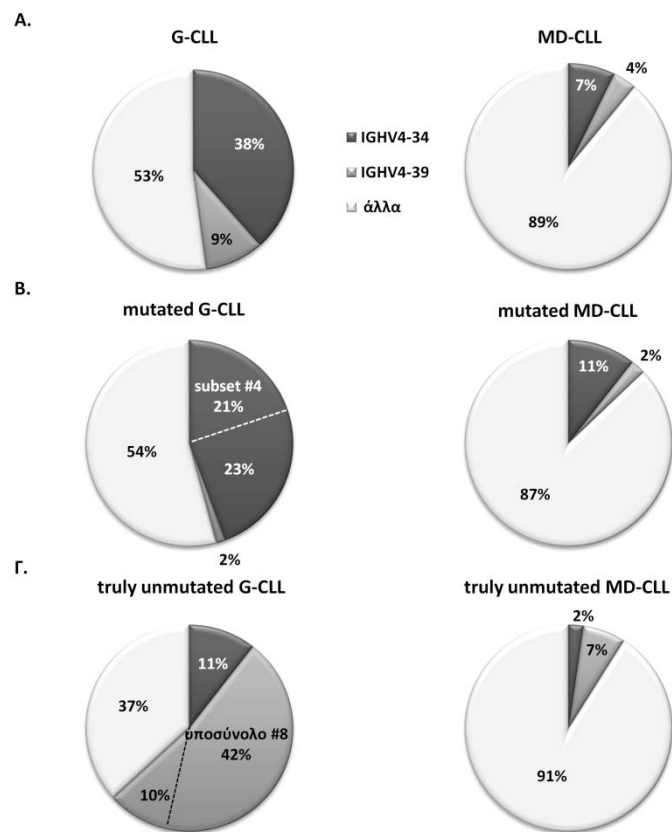 A.
G-CLL
MD-CLL
38%
53%
9%
IGHV4-34
IGHV4-39
άλλα
7%
4%
89%
B.
mutated G-CLL
mutated MD-CLL
subset #4
21%
23%
54%
2%
11%
2%
87%
Γ.
truly unmutated G-CLL
truly unmutated MD-CLL
11%
37%
υποσύνολο #8
42%
10%
2%
7%
91%